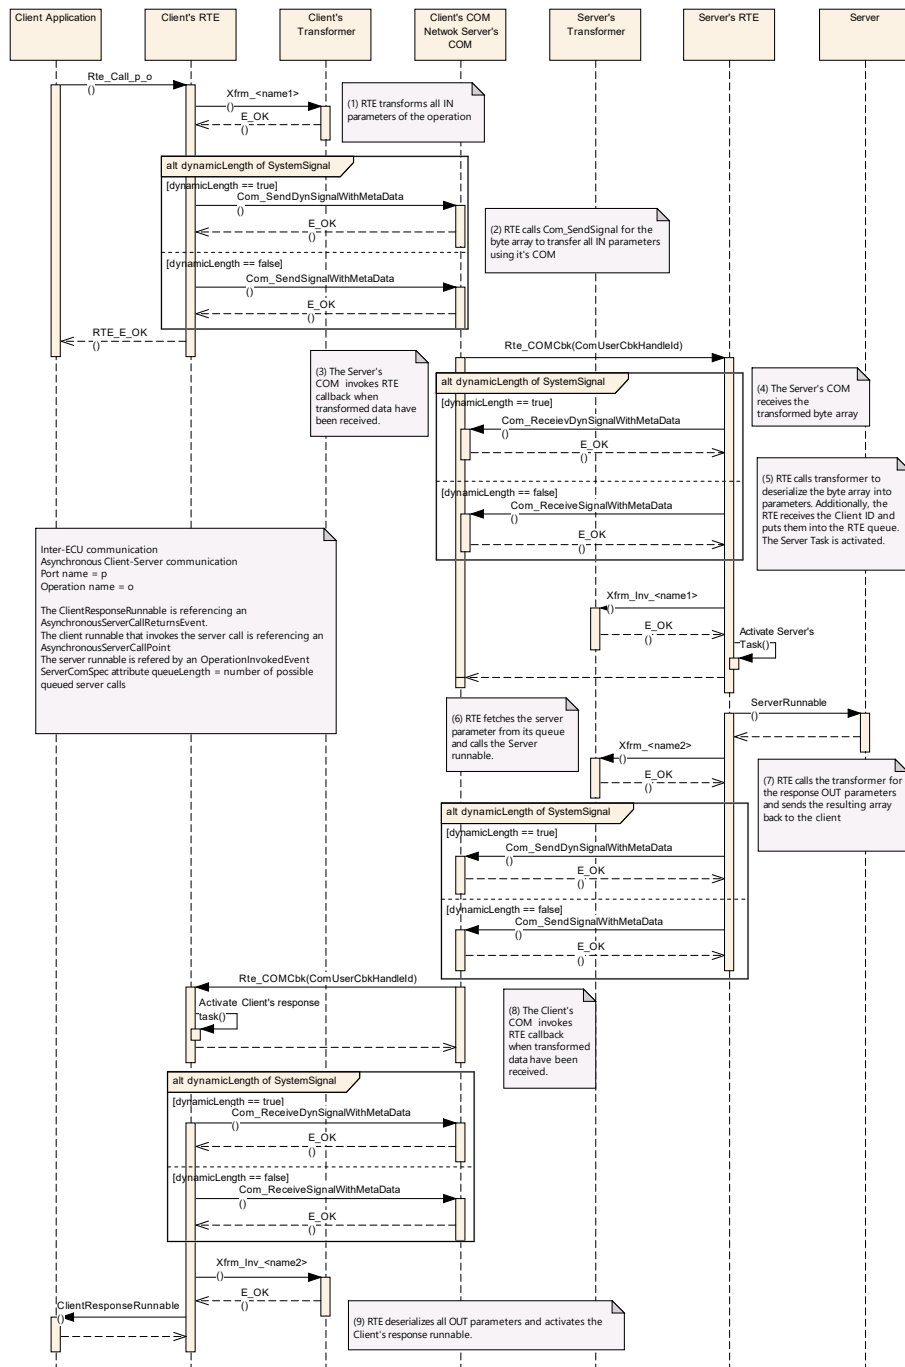 Client Application
Client's RTE
Client's
Transformer
Client's COM
Netwok Server's
COM
Server's
Transformer
Server's RTE
Server
Rte_Call_p_o
()
Xfrm_<name1>
()
E_OK
()
(1) RTE transforms all IN
parameters of the operation
alt dynamicLength of SystemSignal
[dynamicLength == true]
Com_SendDynSignalWithMetaData
()
E_OK
()
(2) RTE calls Com_SendSignal for the
byte array to transfer all IN parameters
using it's COM
[dynamicLength == false]
Com_SendSignalWithMetaData
()
E_OK
()
RTE_E_OK
()
Rte_COMCbk(ComUserCbkHandleId)
(3) The Server's
COM invokes RTE
callback when
transformed data have
been received.
alt dynamicLength of SystemSignal
[dynamicLength == true]
(4) The Server's COM
receives the
transformed byte array
Com_ReceievDynSignalWithMetaData
()
E_OK
()
(5) RTE calls transformer to
deserialize the byte array into
parameters. Additionally, the
RTE receives the Client ID and
puts them into the RTE queue.
The Server Task is activated.
[dynamicLength == false]
Com_ReceiveSignalWithMetaData
()
E_OK
()
Inter-ECU communication
Asynchronous Client-Server communication
Port name = p
Operation name = o
The ClientResponseRunnable is referencing an
AsynchronousServerCallReturnsEvent.
The client runnable that invokes the server call is referencing an
AsynchronousServerCallPoint
The server runnable is refered by an OperationInvokedEvent
ServerComSpec attribute queueLength = number of possible
queued server calls
Xfrm_Inv_<name1>
()
E_OK
()
Activate Server's
Task()
(6) RTE fetches the server
parameter from its queue
and calls the Server
runnable.
ServerRunnable
()
Xfrm_<name2>
()
E_OK
()
(7) RTE calls the transformer for
the response OUT parameters
and sends the resulting array
back to the client
alt dynamicLength of SystemSignal
[dynamicLength == true]
Com_SendDynSignalWithMetaData
()
E_OK
()
[dynamicLength == false]
Com_SendSignalWithMetaData
()
E_OK
()
Rte_COMCbk(ComUserCbkHandleId)
Activate Client's response
task()
(8) The Client's
COM invokes
RTE callback
when transformed
data have been
received.
alt dynamicLength of SystemSignal
[dynamicLength == true]
Com_ReceiveDynSignalWithMetaData
()
E_OK
()
[dynamicLength == false]
Com_ReceiveSignalWithMetaData
()
E_OK
()
Xfrm_Inv_<name2>
()
E_OK
()
ClientResponseRunnable
()
(9) RTE deserializes all OUT parameters and activates the
Client's response runnable.